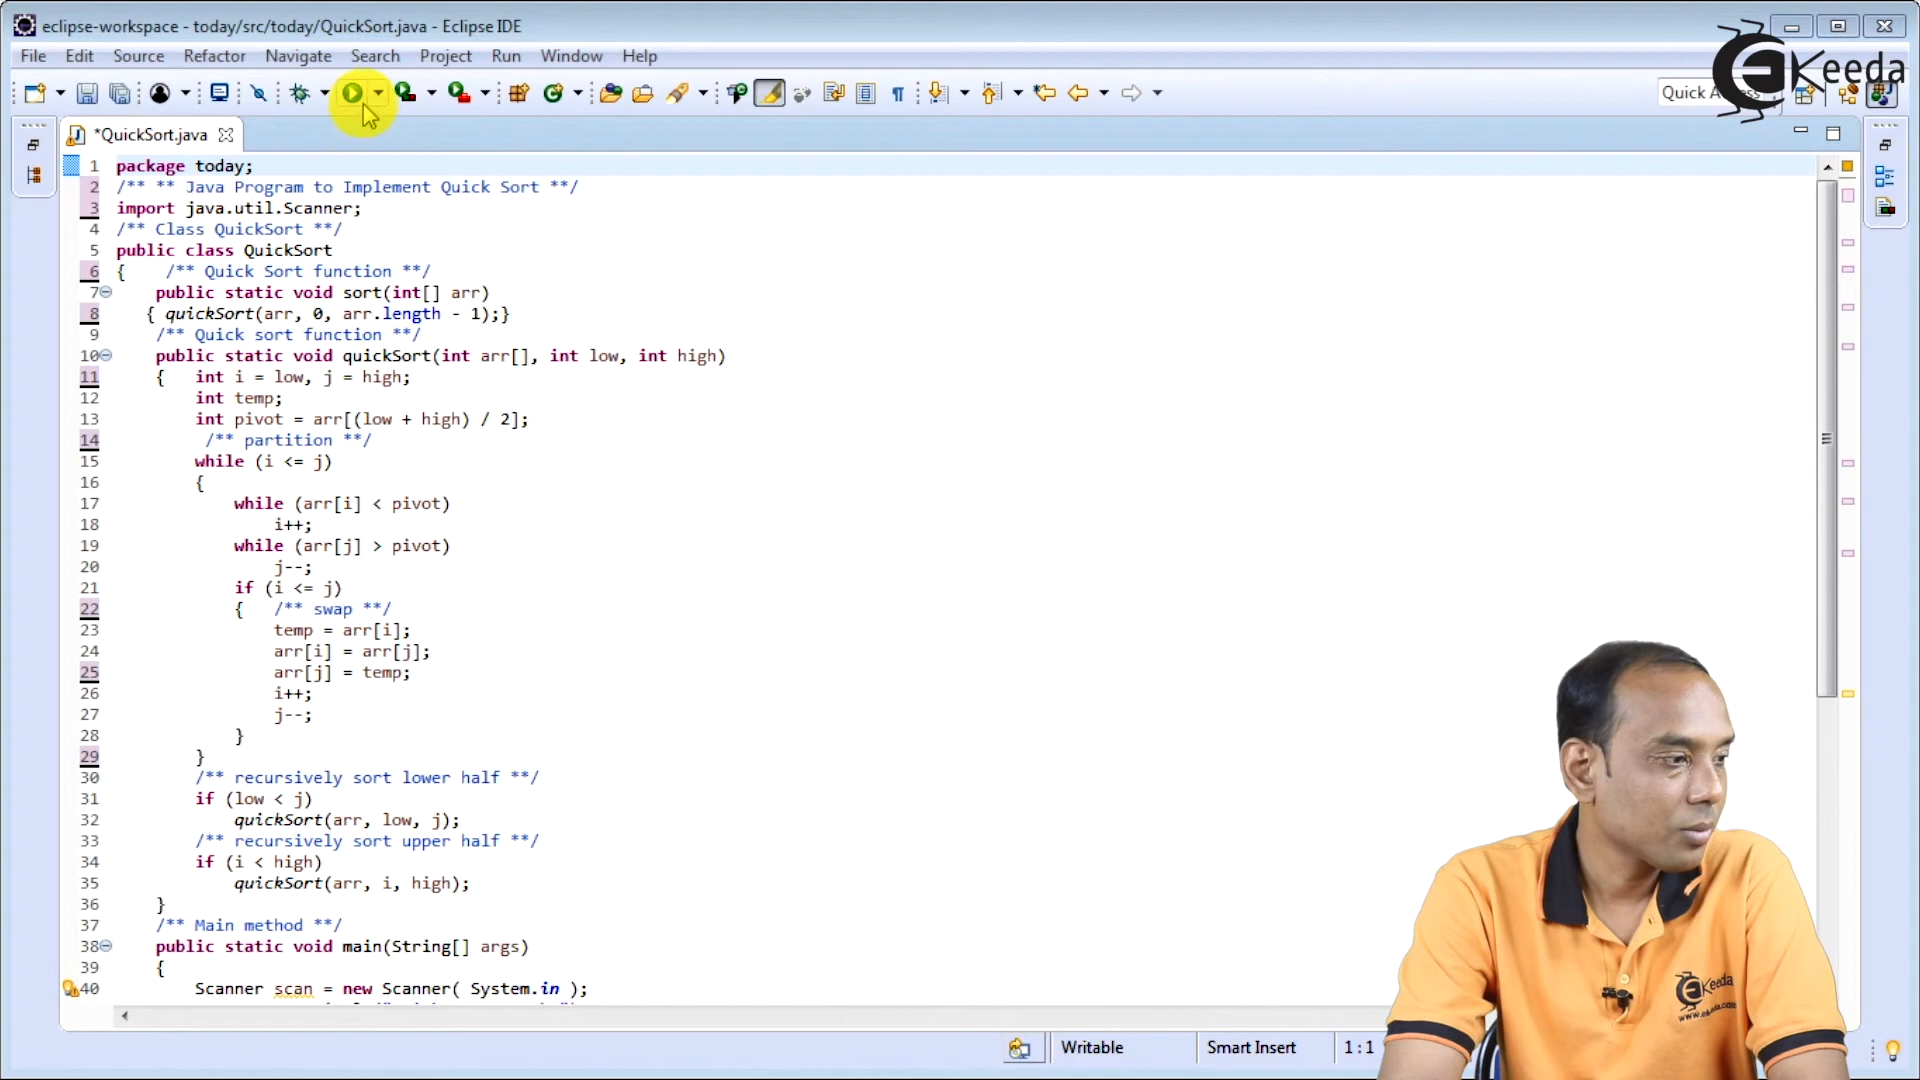 eclipse-workspace - today/src/today/QuickSort.java - Eclipse IDE
File Edit Source Refactor Navigate Search Project Run Window Help
Quick A
EKeeda
*QuickSort.java
1 package today;
2 /** ** Java Program to Implement Quick Sort **/
3 import java.util.Scanner;
4 /** Class QuickSort **/
5 public class QuickSort
6 {    /** Quick Sort function **/
7 public static void sort(int[] arr)
8 { quickSort(arr, 0, arr.length - 1);}
9 /** Quick sort function **/
10 public static void quickSort(int arr[], int low, int high)
11 {   int i = low, j = high;
12 int temp;
13 int pivot = arr[(low + high) / 2];
14 /** partition **/
15 while (i <= j)
16 {
17 while (arr[i] < pivot)
18 i++;
19 while (arr[j] > pivot)
20 j--;
21 if (i <= j)
22 {   /** swap **/
23 temp = arr[i];
24 arr[i] = arr[j];
25 arr[j] = temp;
26 i++;
27 j--;
28 }
29 }
30 /** recursively sort lower half **/
31 if (low < j)
32 quickSort(arr, low, j);
33 /** recursively sort upper half **/
34 if (i < high)
35 quickSort(arr, i, high);
36 }
37 /** Main method **/
38 public static void main(String[] args)
39 {
40 Scanner scan = new Scanner( System.in );
EKeeda
www.ekeeda.com
Writable Smart Insert 1 : 1